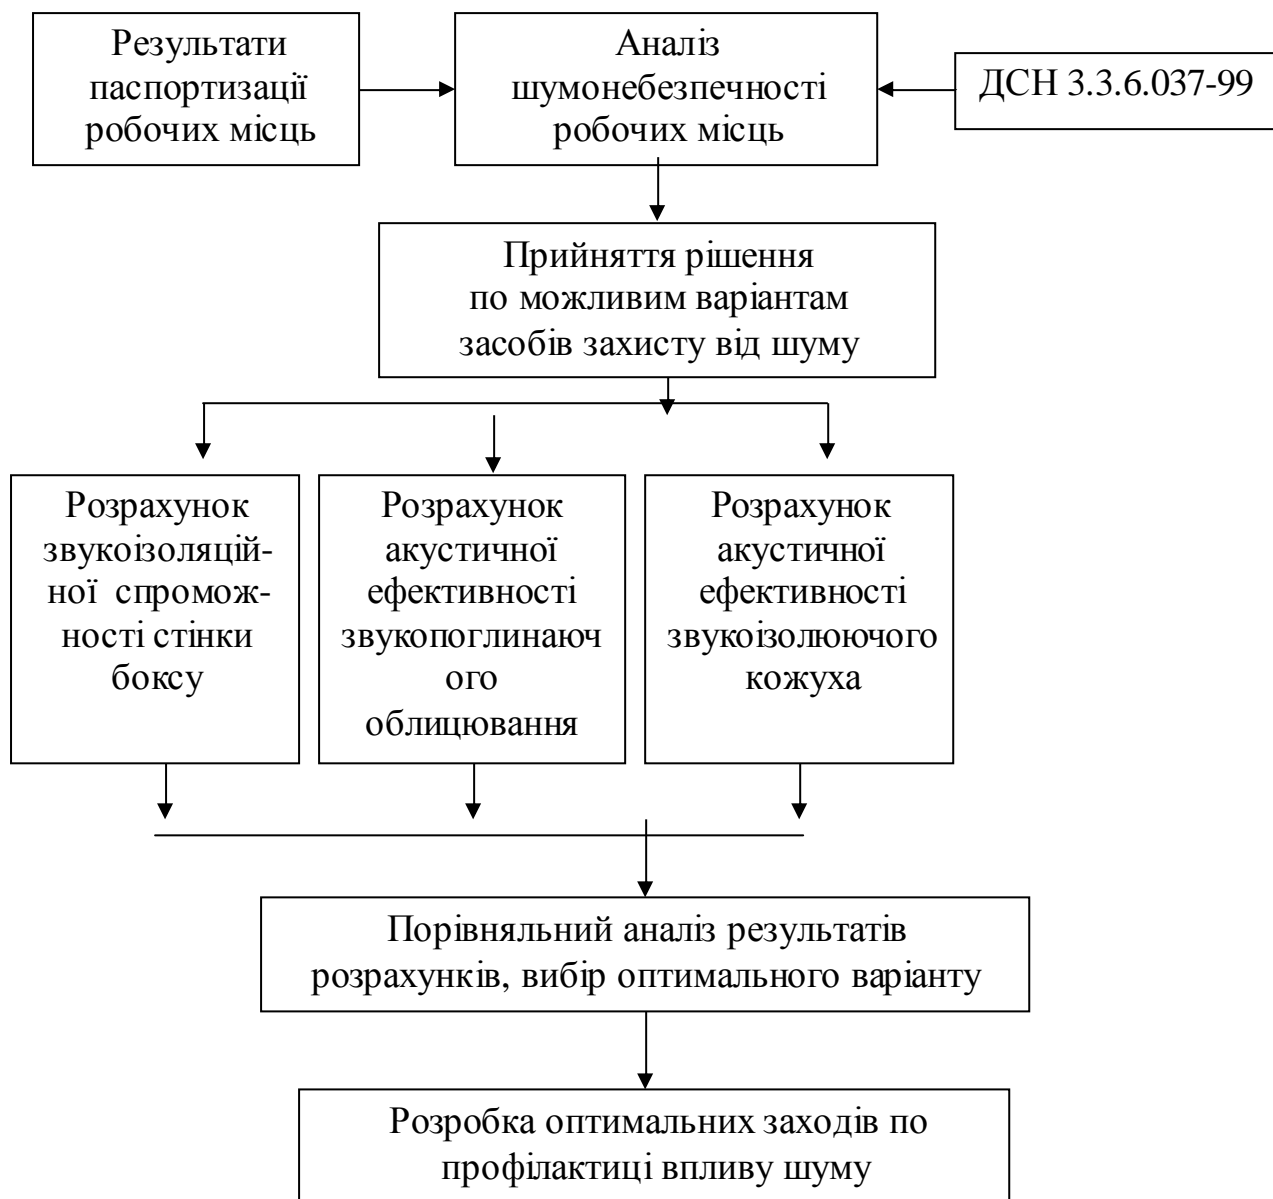 Результати
паспортизації
робочих місць
Аналіз
шумонебезпечності
робочих місць
ДСН 3.3.6.037-99
Прийняття рішення
по можливим варіантам
засобів захисту від шуму
Розрахунок
звукоізоляцій-
ної спромож-
ності стінки
боксу
Розрахунок
акустичної
ефективності
звукопоглинаюч
ого
облицювання
Розрахунок
акустичної
ефективності
звукоізолюючого
кожуха
Порівняльний аналіз результатів
розрахунків, вибір оптимального варіанту
Розробка оптимальних заходів по
профілактиці впливу шуму